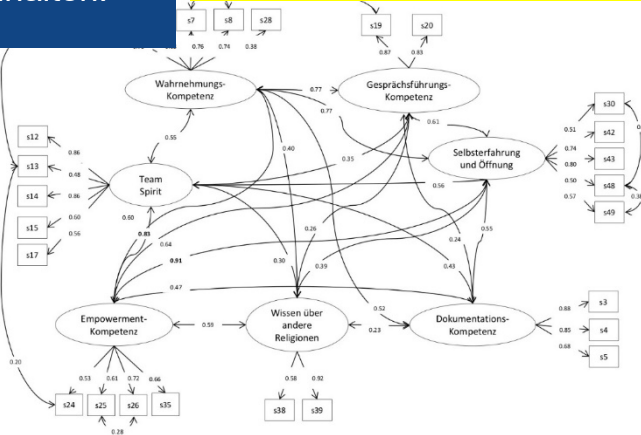 s7 s8 s28 s19 s20
0.76 0.74 0.38 0.87 0.83
Wahrnehmungs-
Kompetenz
Gesprächsführungs-
Kompetenz
0.77
0.77
0.61
s30
s42
s43
s48
s49
0.51
0.74
0.80
0.50
0.57
0.38
Selbsterfahrung
und Öffnung
s12
s13
s14
s15
s17
0.86
0.48
0.86
0.60
0.56
Team
Spirit
0.55
0.40
0.35
0.56
0.60
0.83
0.64
0.91
0.30
0.26
0.39
0.24
0.55
0.43
0.47
0.52
Empowerment-
Kompetenz
0.59
Wissen über
andere
Religionen
0.23
Dokumentations-
Kompetenz
0.88
0.85
0.68
s3
s4
s5
0.20
0.53 0.61 0.72 0.66
s24 s25 s26 s35
0.28
0.58 0.92
s38 s39